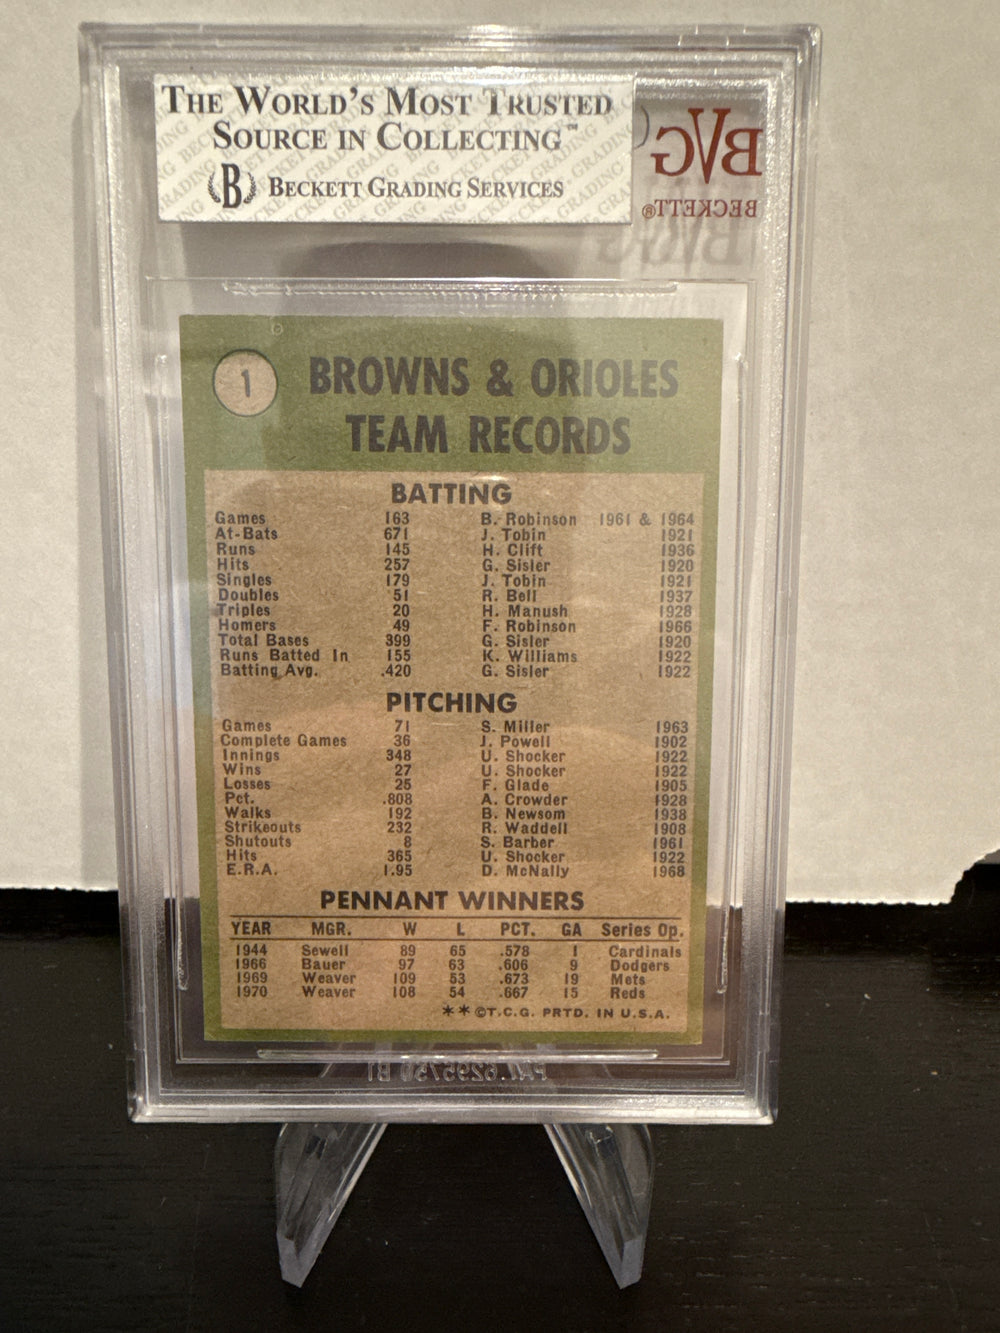 THE WORLD'S MOST TRUSTED
SOURCE IN COLLECTING™
B BECKETT GRADING SERVICES
BVG
BECKETT®
1
BROWNS & ORIOLES
TEAM RECORDS
BATTING
Games 163 B. Robinson 1961 & 1964
At-Bats 671 J. Tobin 1921
Runs 145 H. Clift 1936
Hits 257 G. Sisler 1920
Singles 179 J. Tobin 1921
Doubles 51 R. Bell 1937
Triples 20 H. Manush 1928
Homers 49 F. Robinson 1966
Total Bases 399 G. Sisler 1920
Runs Batted In 155 K. Williams 1922
Batting Avg. .420 G. Sisler 1922
PITCHING
Games 71 S. Miller 1963
Complete Games 36 J. Powell 1902
Innings 348 U. Shocker 1922
Wins 27 U. Shocker 1922
Losses 25 F. Glade 1905
Pct. .808 A. Crowder 1928
Walks 192 B. Newsom 1938
Strikeouts 232 R. Waddell 1908
Shutouts 8 S. Barber 1961
Hits 365 U. Shocker 1922
E.R.A. 1.95 D. McNally 1968
PENNANT WINNERS
YEAR MGR. W L PCT. GA Series Op.
1944 Sewell 89 65 .578 1 Cardinals
1966 Bauer 97 63 .606 9 Dodgers
1969 Weaver 109 53 .673 19 Mets
1970 Weaver 108 54 .667 15 Reds
**©T.C.G. PRTD. IN U.S.A.